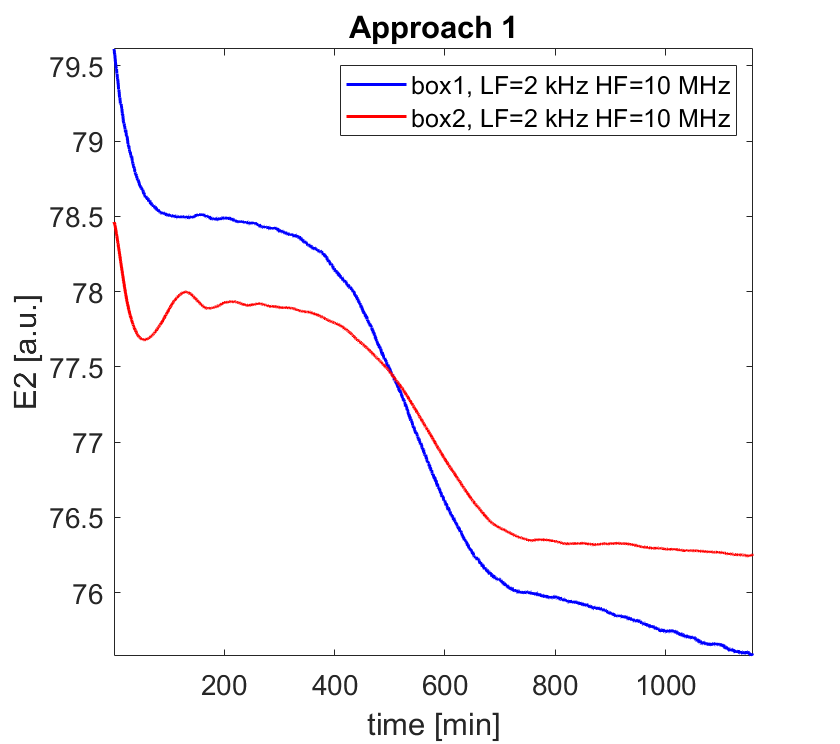 Approach 1
box1, LF=2 kHz HF=10 MHz
box2, LF=2 kHz HF=10 MHz
79.5
79
78.5
78
77.5
77
76.5
76
E2 [a.u.]
200 400 600 800 1000
time [min]